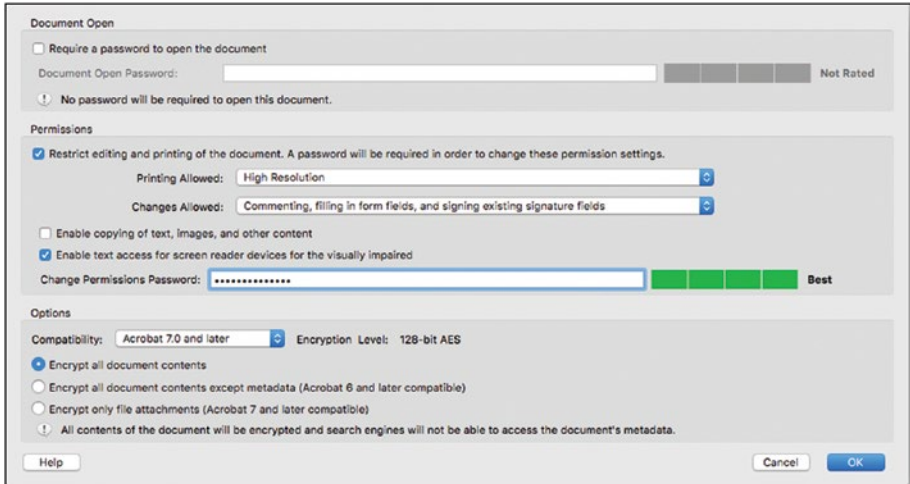 Document Open
Require a password to open the document
Document Open Password: Not Rated
No password will be required to open this document.
Permissions
Restrict editing and printing of the document. A password will be required in order to change these permission settings.
Printing Allowed: High Resolution
Changes Allowed: Commenting, filling in form fields, and signing existing signature fields
Enable copying of text, images, and other content
Enable text access for screen reader devices for the visually impaired
Change Permissions Password: •••••••••••••• Best
Options
Compatibility: Acrobat 7.0 and later Encryption Level: 128-bit AES
Encrypt all document contents
Encrypt all document contents except metadata (Acrobat 6 and later compatible)
Encrypt only file attachments (Acrobat 7 and later compatible)
All contents of the document will be encrypted and search engines will not be able to access the document's metadata.
Help Cancel OK